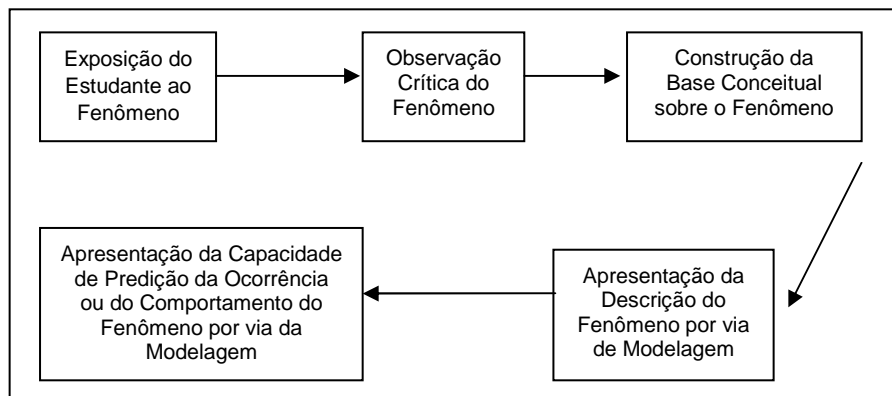 Exposição do
Estudante ao
Fenômeno
Observação
Crítica do
Fenômeno
Construção da
Base Conceitual
sobre o Fenômeno
Apresentação da
Descrição do
Fenômeno por via
de Modelagem
Apresentação da Capacidade
de Predição da Ocorrência
ou do Comportamento do
Fenômeno por via da
Modelagem